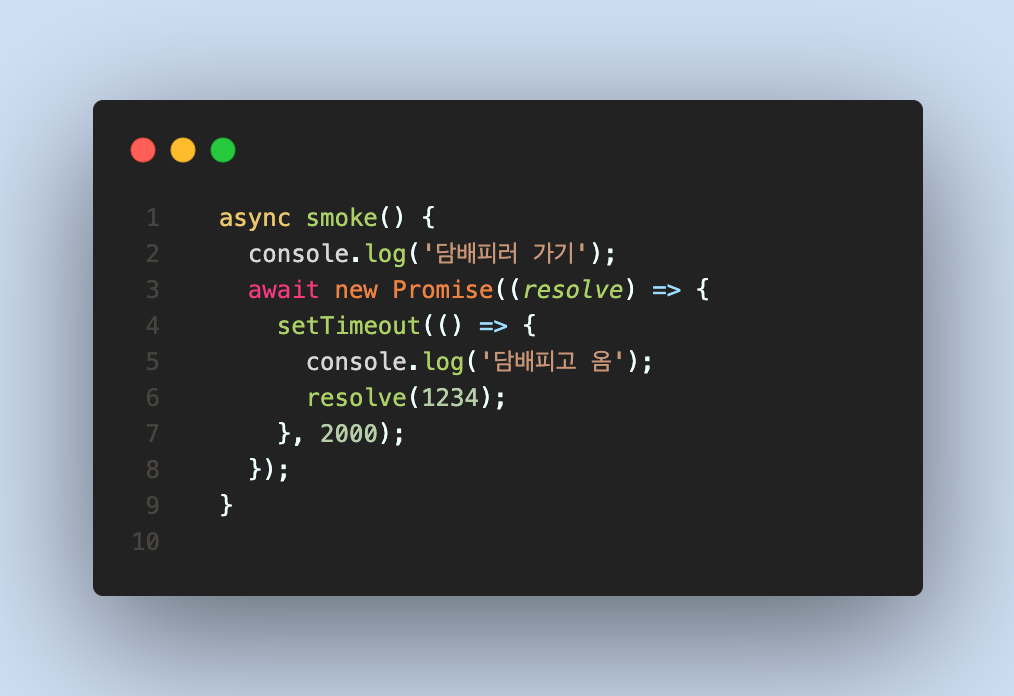 1 async smoke() {
2 console.log('담배피러 가기');
3 await new Promise((resolve) => {
4 setTimeout(() => {
5 console.log('담배피고 옴');
6 resolve(1234);
7 }, 2000);
8 });
9 }
10